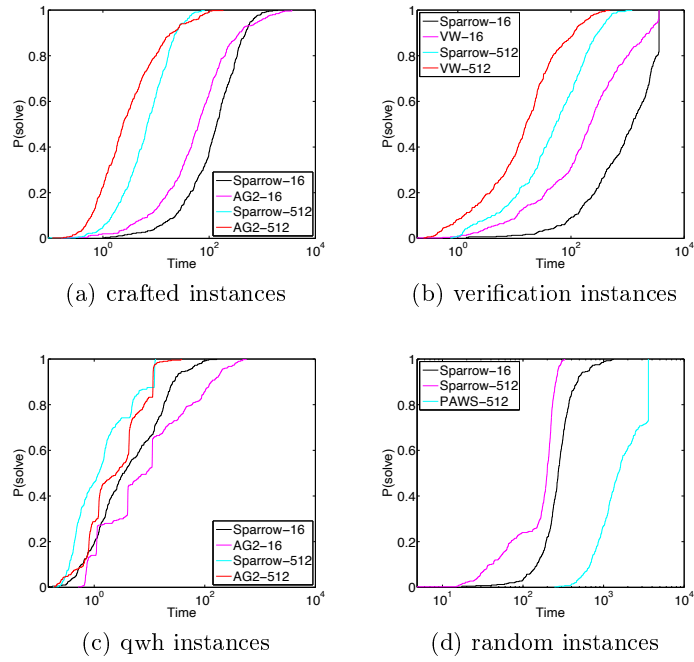 P(solve)
1
0.8
0.6
0.4
0.2
0
10^0
10^2
10^4
Time
Sparrow-16
AG2-16
Sparrow-512
AG2-512
(a) crafted instances
P(solve)
1
0.8
0.6
0.4
0.2
0
10^0
10^2
10^4
Time
Sparrow-16
VW-16
Sparrow-512
VW-512
(b) verification instances
P(solve)
1
0.8
0.6
0.4
0.2
0
10^0
10^2
10^4
Time
Sparrow-16
AG2-16
Sparrow-512
AG2-512
(c) qwh instances
P(solve)
1
0.8
0.6
0.4
0.2
0
10^1
10^2
10^3
10^4
Time
Sparrow-16
Sparrow-512
PAWS-512
(d) random instances